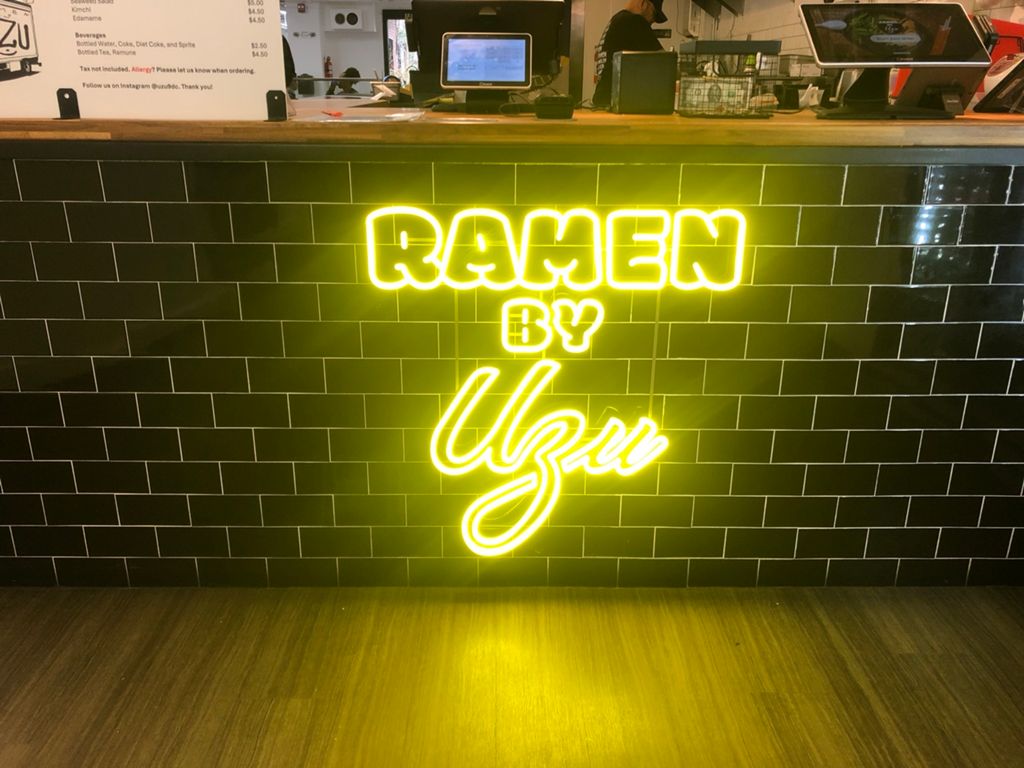 Seaweed Salad $5.00
Kimchi $4.50
Edamame $4.50
Beverages
Bottled Water, Coke, Diet Coke, and Sprite $2.50
Bottled Tea, Ramune $4.50
Tax not included. Allergy? Please let us know when ordering.
Follow us on Instagram @uzu9dc. Thank you!
RAMEN
BY
Uzu